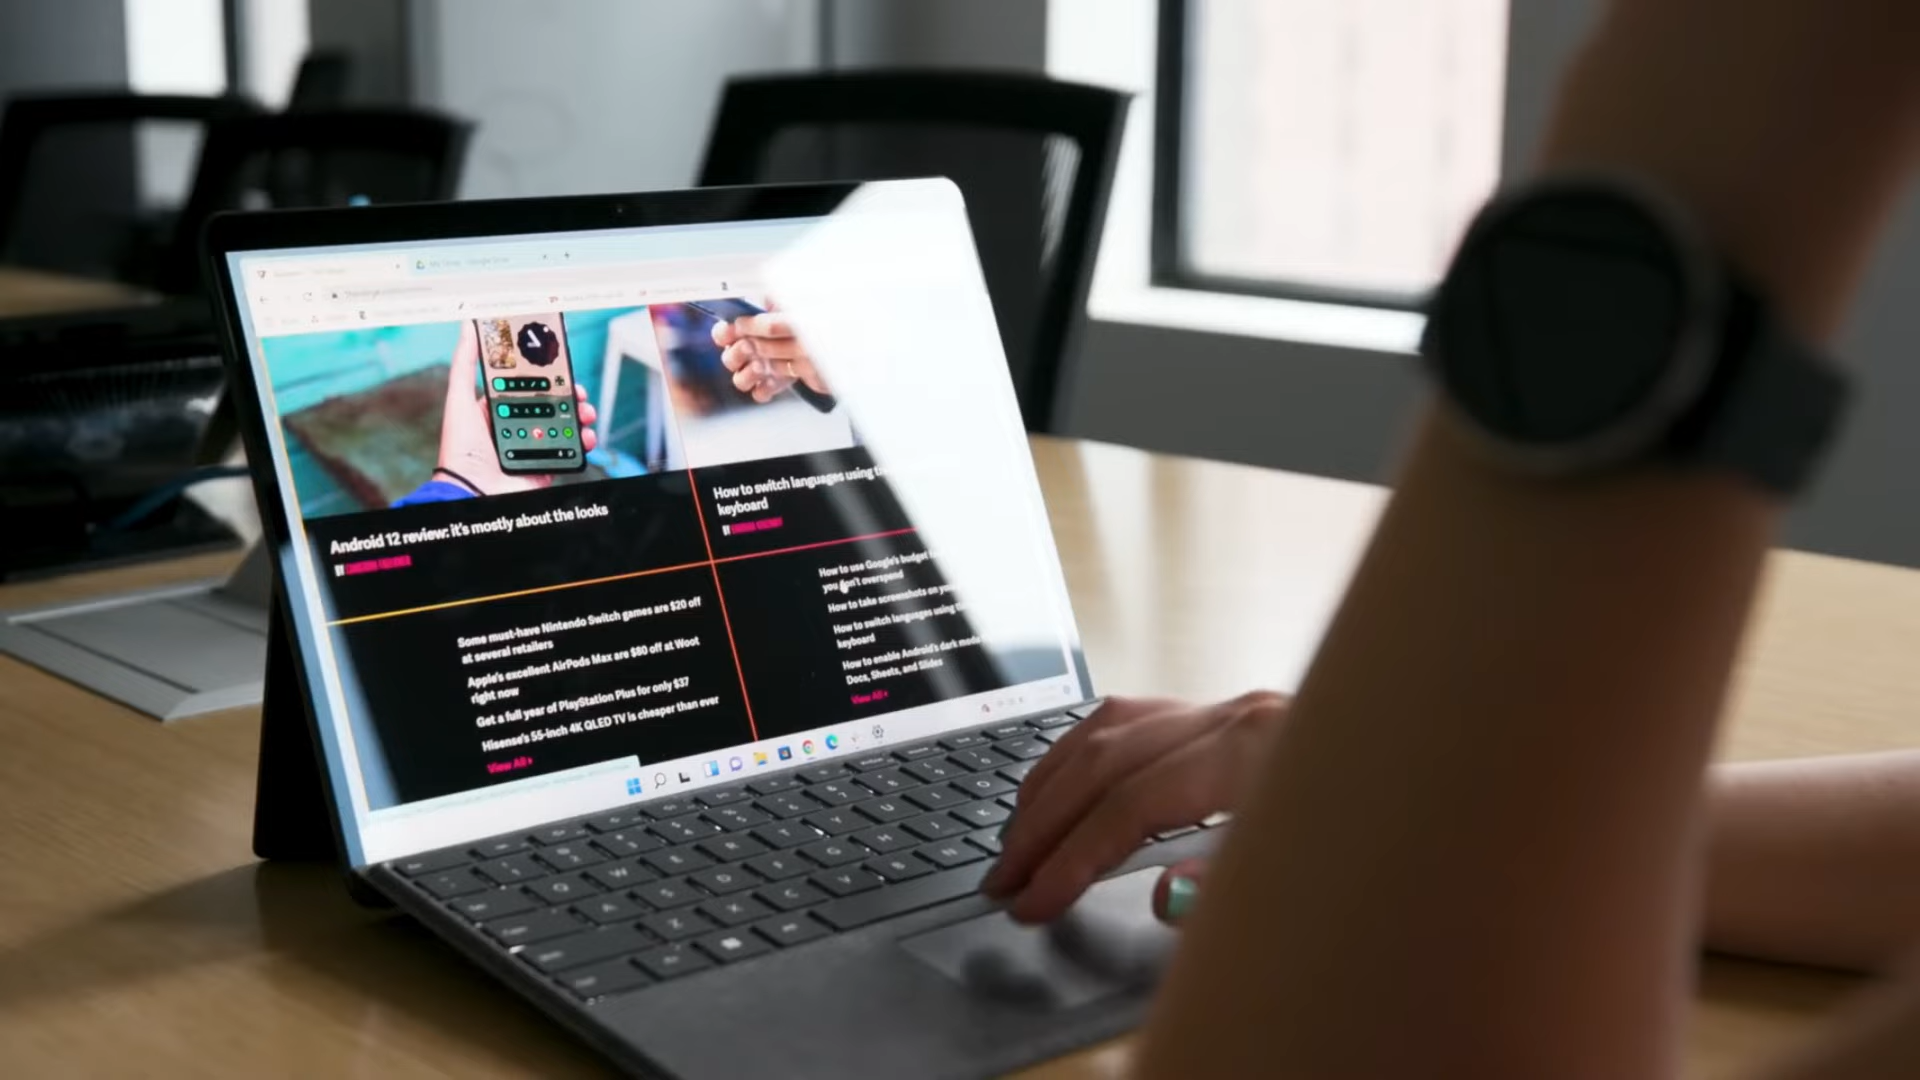 Android 12 review: it's mostly about the looks
BY CAMERON FAULKNER
How to switch languages using
keyboard
BY
Some must-have Nintendo Switch games are $20 off
at several retailers
Apple's excellent AirPods Max are $80 off at Woot
right now
Get a full year of PlayStation Plus for only $37
Hisense's 55-inch 4K QLED TV is cheaper than ever
View All
How to use Google's budget
you don't overspend
How to take screenshots on
How to switch languages using
keyboard
How to enable Android's dark mode
Docs, Sheets, and Slides
View All